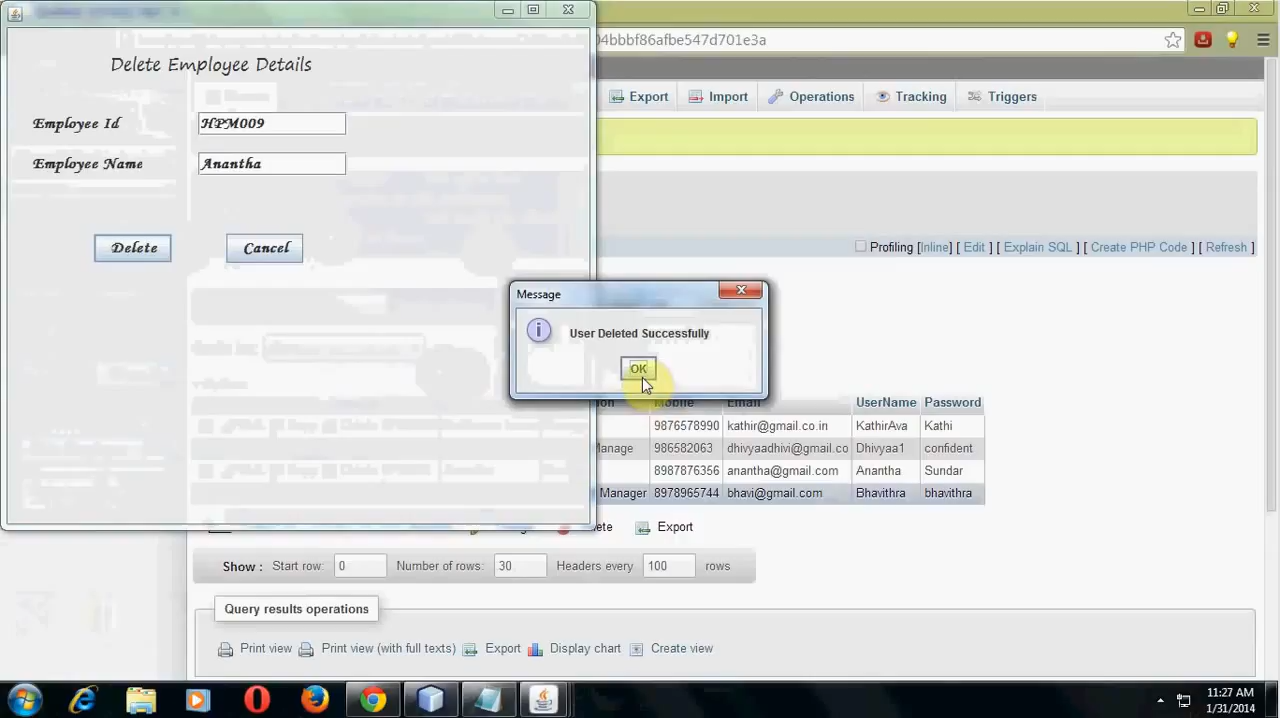 04bbbf86afbe547d701e3a
Delete Employee Details
Export Import Operations Tracking Triggers
Employee Id HPM009
Employee Name Anantha
Delete Cancel
Profiling [Inline] [ Edit ] [ Explain SQL ] [ Create PHP Code ] [ Refresh ]
Message
User Deleted Successfully
OK
Mobile Email UserName Password
9876578990 kathir@gmail.co.in KathirAva Kathi
Manage 986582063 dhivyaadhivi@gmail.co Dhivyaa1 confident
8987876356 anantha@gmail.com Anantha Sundar
Manager 8978965744 bhavi@gmail.com Bhavithra bhavithra
Export
Show : Start row: 0 Number of rows: 30 Headers every 100 rows
Query results operations
Print view Print view (with full texts) Export Display chart Create view
11:27 AM
1/31/2014